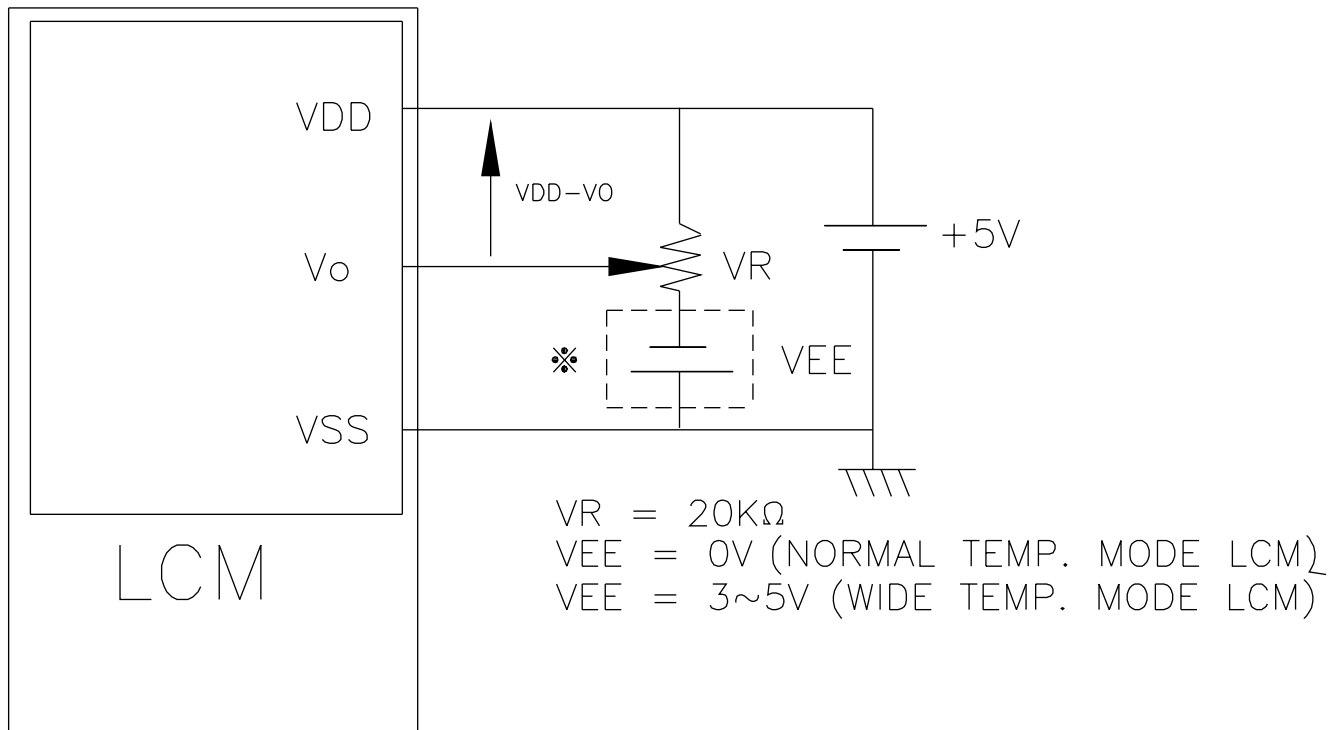 VDD
VDD-VO
+5V
Vo
VR
※
VEE
VSS
VR = 20KΩ
VEE = 0V (NORMAL TEMP. MODE LCM)
VEE = 3~5V (WIDE TEMP. MODE LCM)
LCM